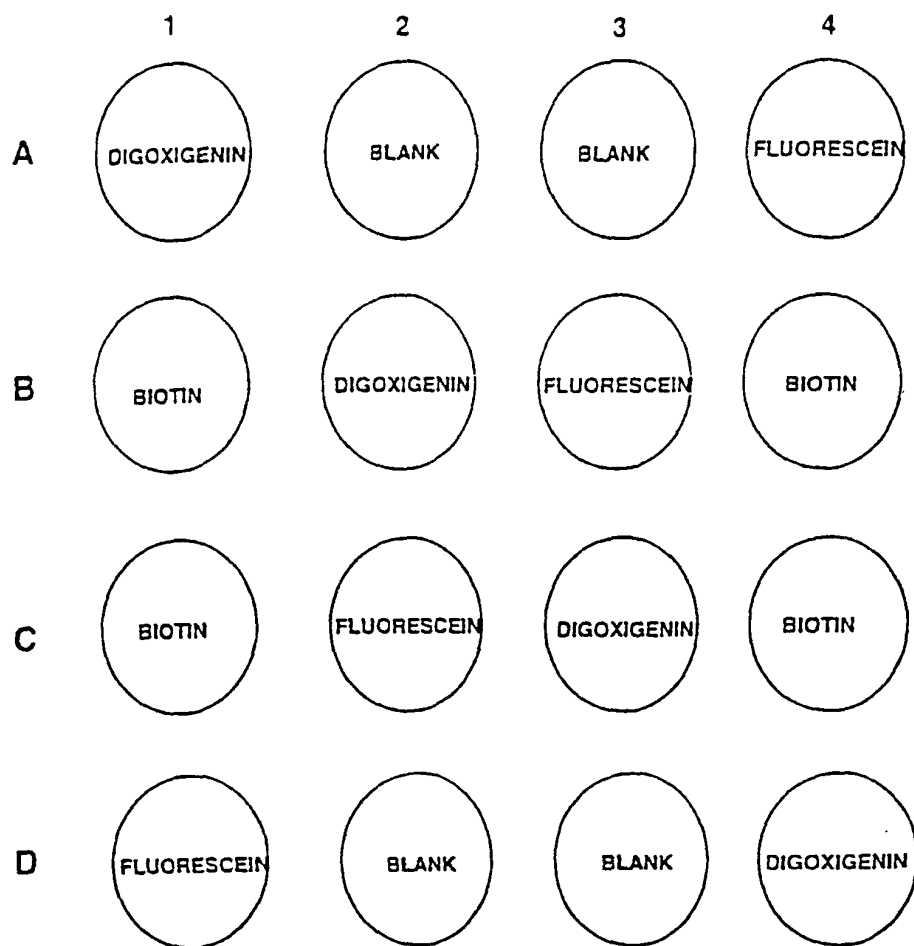 1 2 3 4
A DIGOXIGENIN BLANK BLANK FLUORESCEIN
B BIOTIN DIGOXIGENIN FLUORESCEIN BIOTIN
C BIOTIN FLUORESCEIN DIGOXIGENIN BIOTIN
D FLUORESCEIN BLANK BLANK DIGOXIGENIN